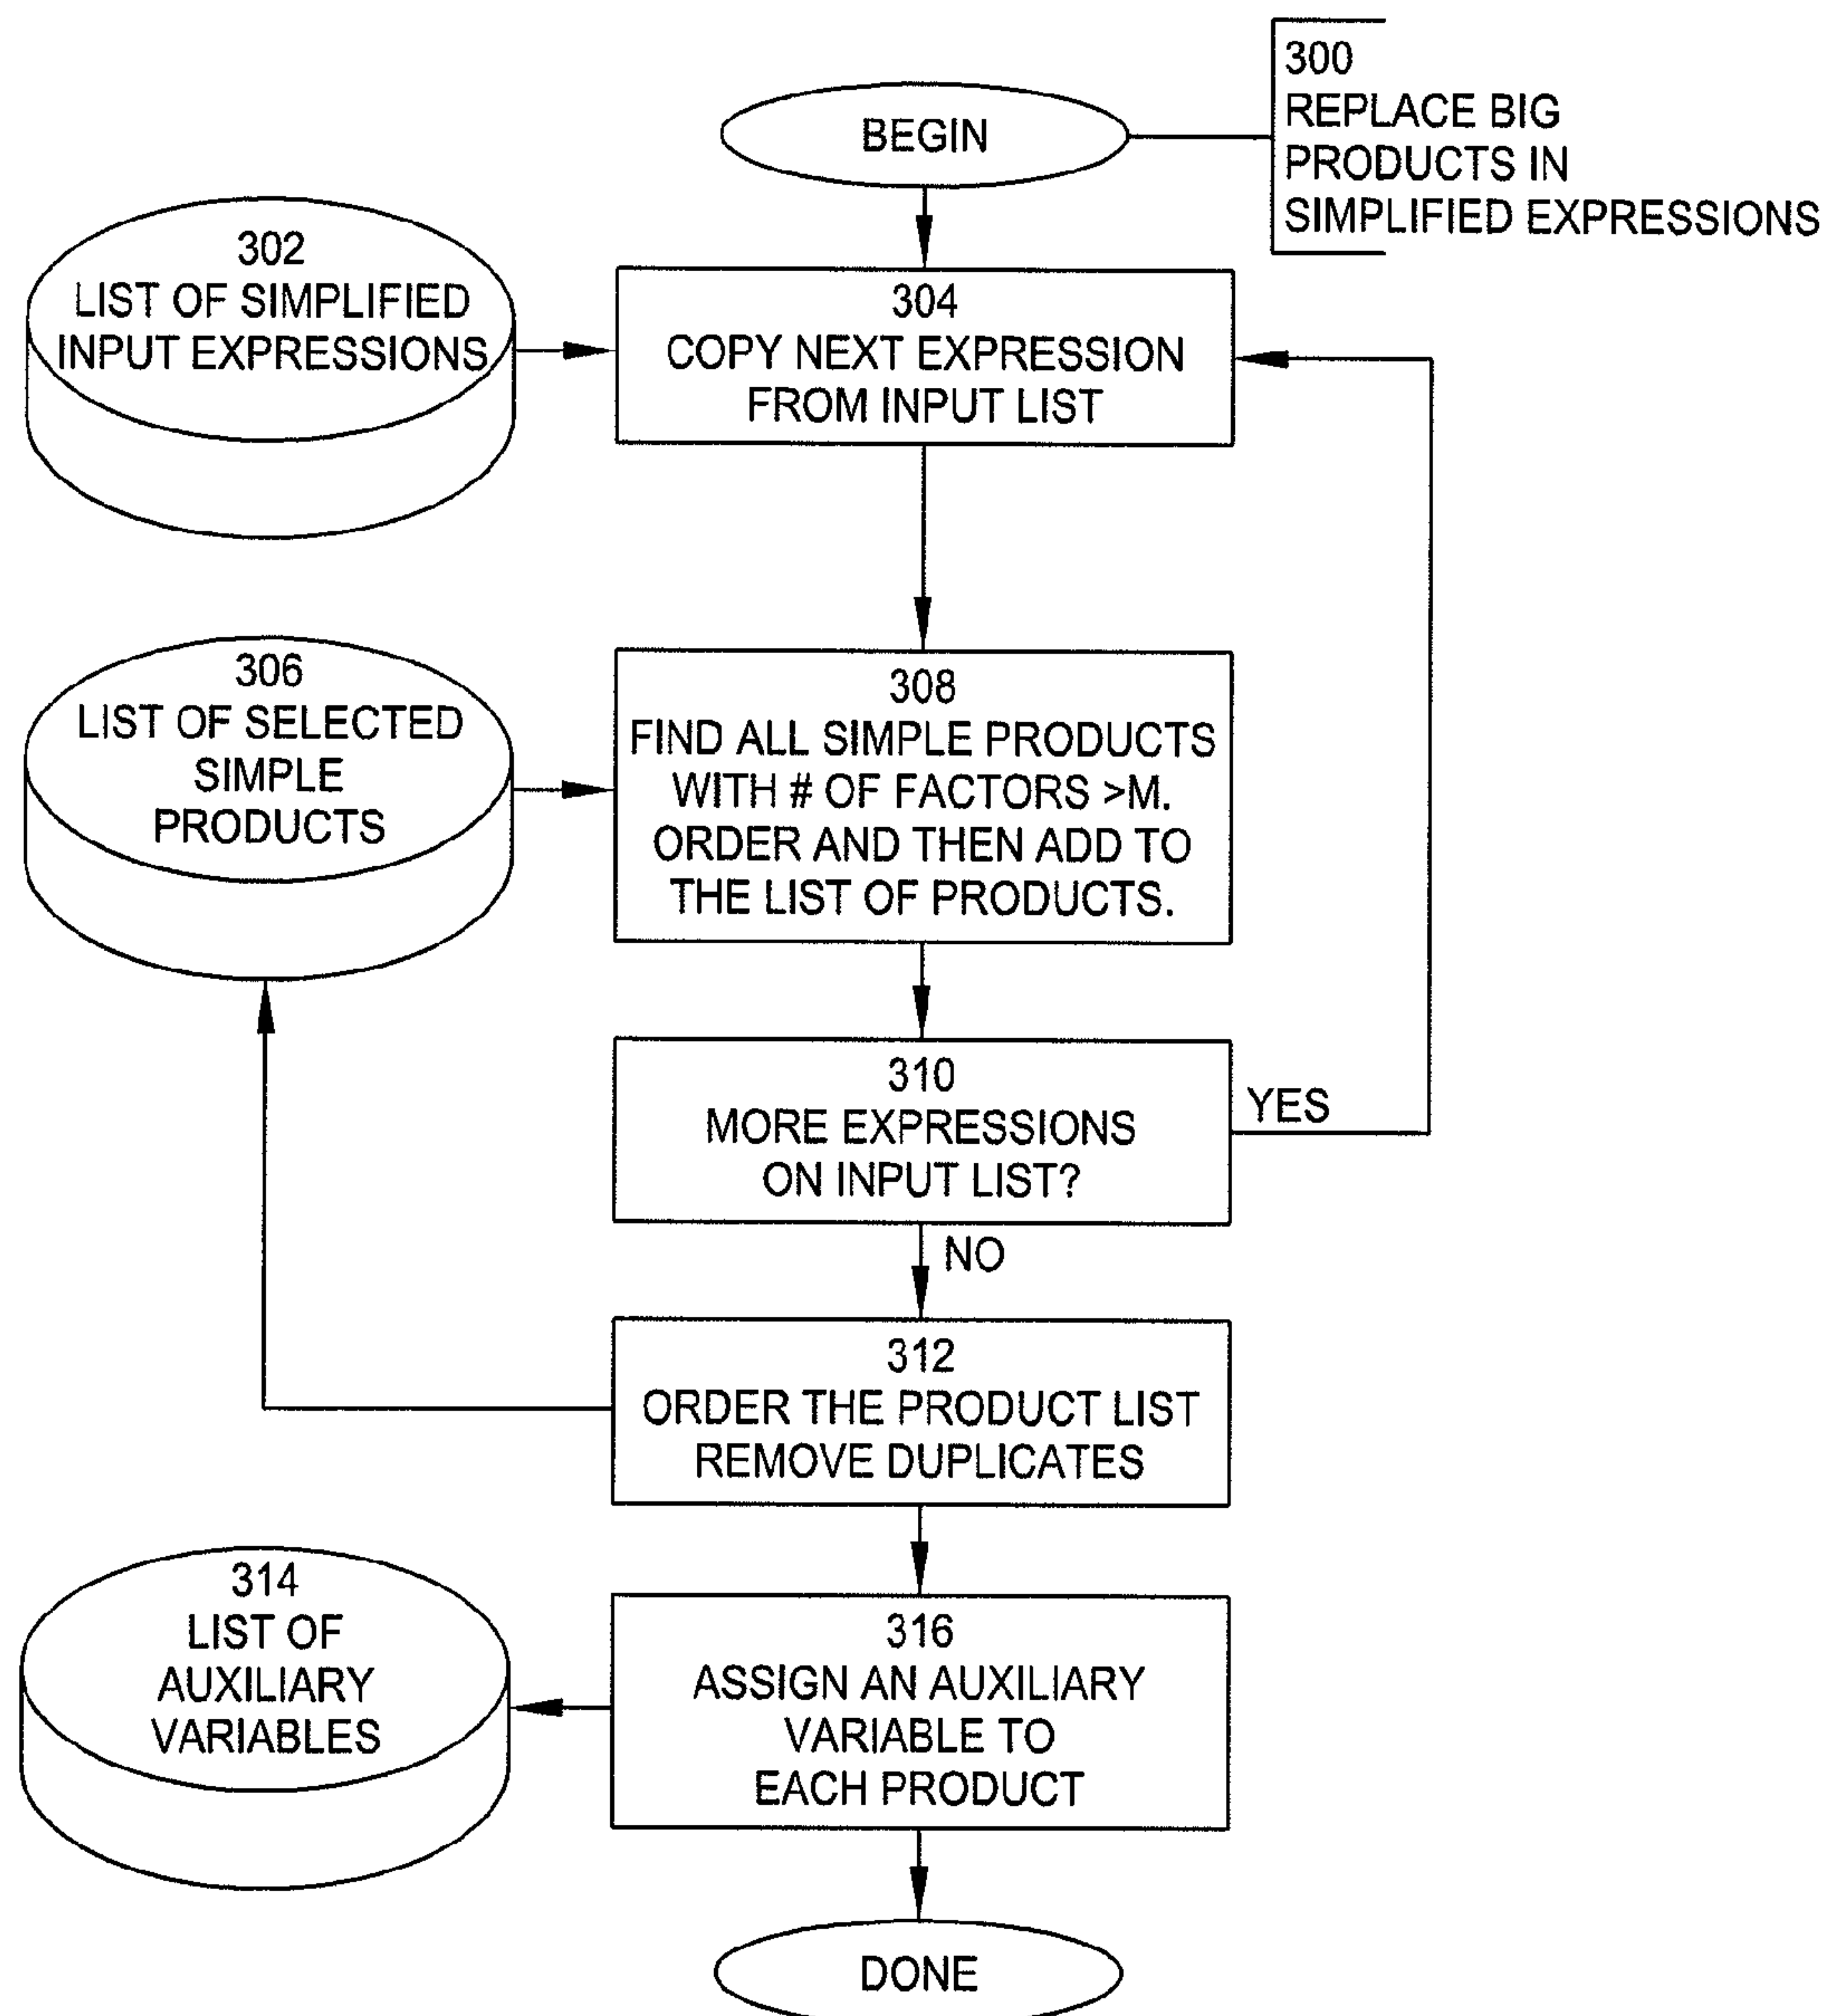 300
REPLACE BIG
PRODUCTS IN
SIMPLIFIED EXPRESSIONS
BEGIN
302
LIST OF SIMPLIFIED
INPUT EXPRESSIONS
304
COPY NEXT EXPRESSION
FROM INPUT LIST
306
LIST OF SELECTED
SIMPLE
PRODUCTS
308
FIND ALL SIMPLE PRODUCTS
WITH # OF FACTORS >M.
ORDER AND THEN ADD TO
THE LIST OF PRODUCTS.
310
MORE EXPRESSIONS
ON INPUT LIST?
YES
NO
312
ORDER THE PRODUCT LIST
REMOVE DUPLICATES
314
LIST OF
AUXILIARY
VARIABLES
316
ASSIGN AN AUXILIARY
VARIABLE TO
EACH PRODUCT
DONE